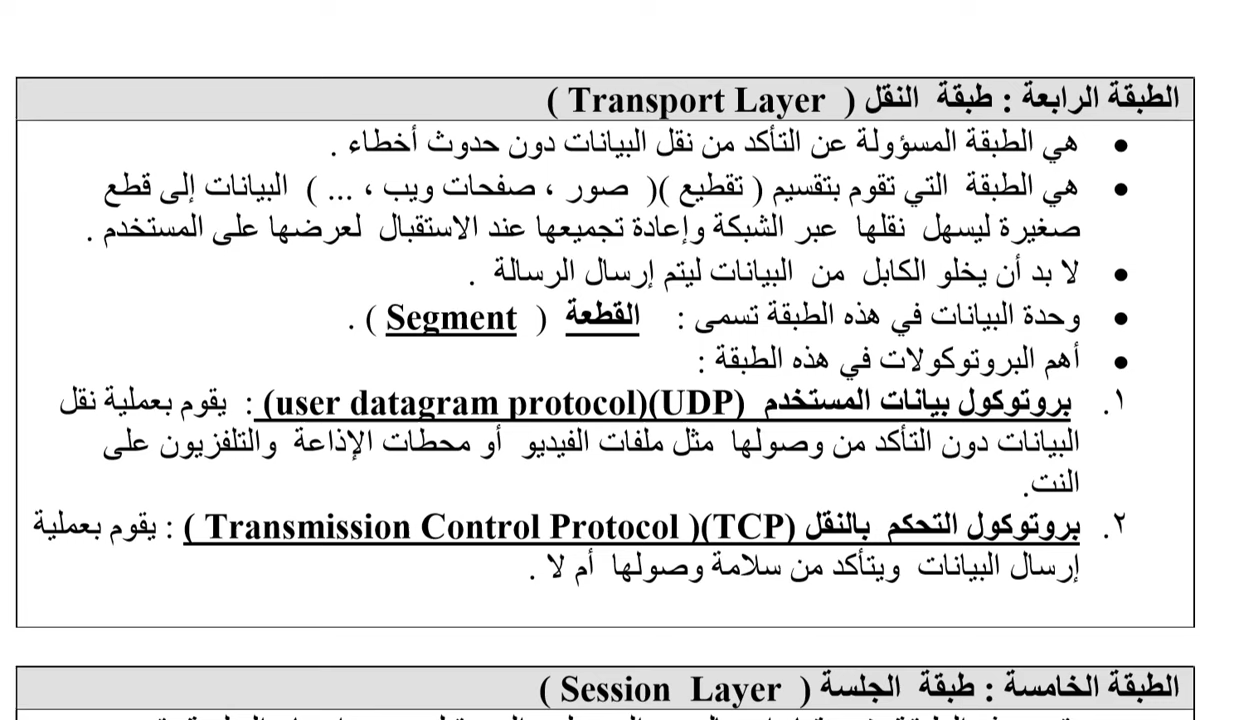 الطبقة الرابعة : طبقة النقل ( Transport Layer )
• هي الطبقة المسؤولة عن التأكد من نقل البيانات دون حدوث أخطاء .
• هي الطبقة التي تقوم بتقسيم ( تقطيع )( صور ، صفحات ويب ، ... ) البيانات إلى قطع
صغيرة ليسهل نقلها عبر الشبكة وإعادة تجميعها عند الاستقبال لعرضها على المستخدم .
• لا بد أن يخلو الكابل من البيانات ليتم إرسال الرسالة .
• وحدة البيانات في هذه الطبقة تسمى : القطعة ( Segment ) .
• أهم البروتوكولات في هذه الطبقة :
١. بروتوكول بيانات المستخدم (user datagram protocol)(UDP) : يقوم بعملية نقل
البيانات دون التأكد من وصولها مثل ملفات الفيديو أو محطات الإذاعة والتلفزيون على
النت.
٢. بروتوكول التحكم بالنقل ( Transmission Control Protocol )(TCP) : يقوم بعملية
إرسال البيانات ويتأكد من سلامة وصولها أم لا .
الطبقة الخامسة : طبقة الجلسة ( Session Layer )